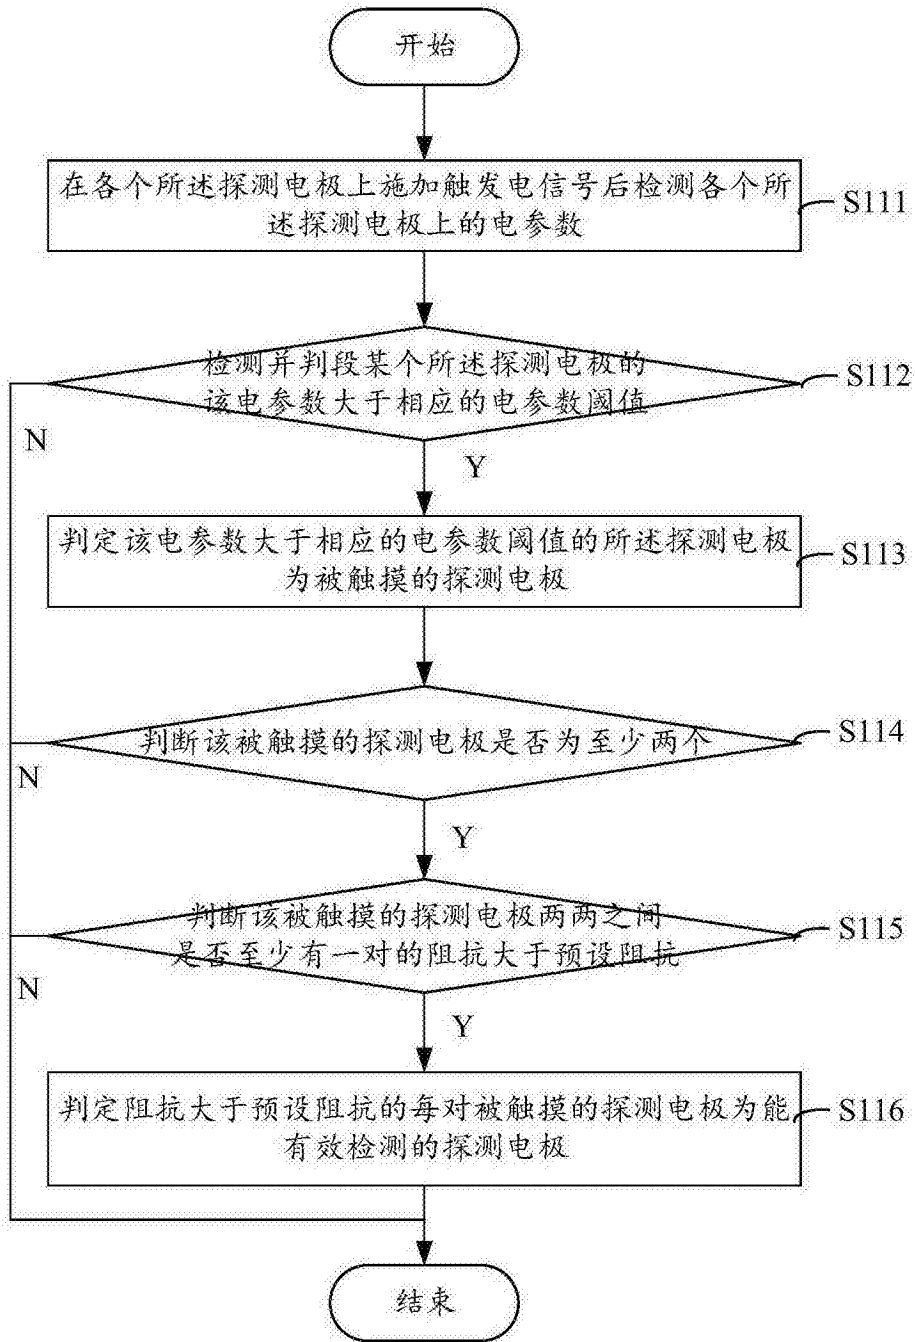 开始
在各个所述探测电极上施加触发电信号后检测各个所
述探测电极上的电参数
S111
检测并判段某个所述探测电极的
该电参数大于相应的电参数阈值
S112
N
Y
判定该电参数大于相应的电参数阈值的所述探测电极
为被触摸的探测电极
S113
判断该被触摸的探测电极是否为至少两个
S114
N
Y
判断该被触摸的探测电极两两之间
是否至少有一对的阻抗大于预设阻抗
S115
N
Y
判定阻抗大于预设阻抗的每对被触摸的探测电极为能
有效检测的探测电极
S116
结束